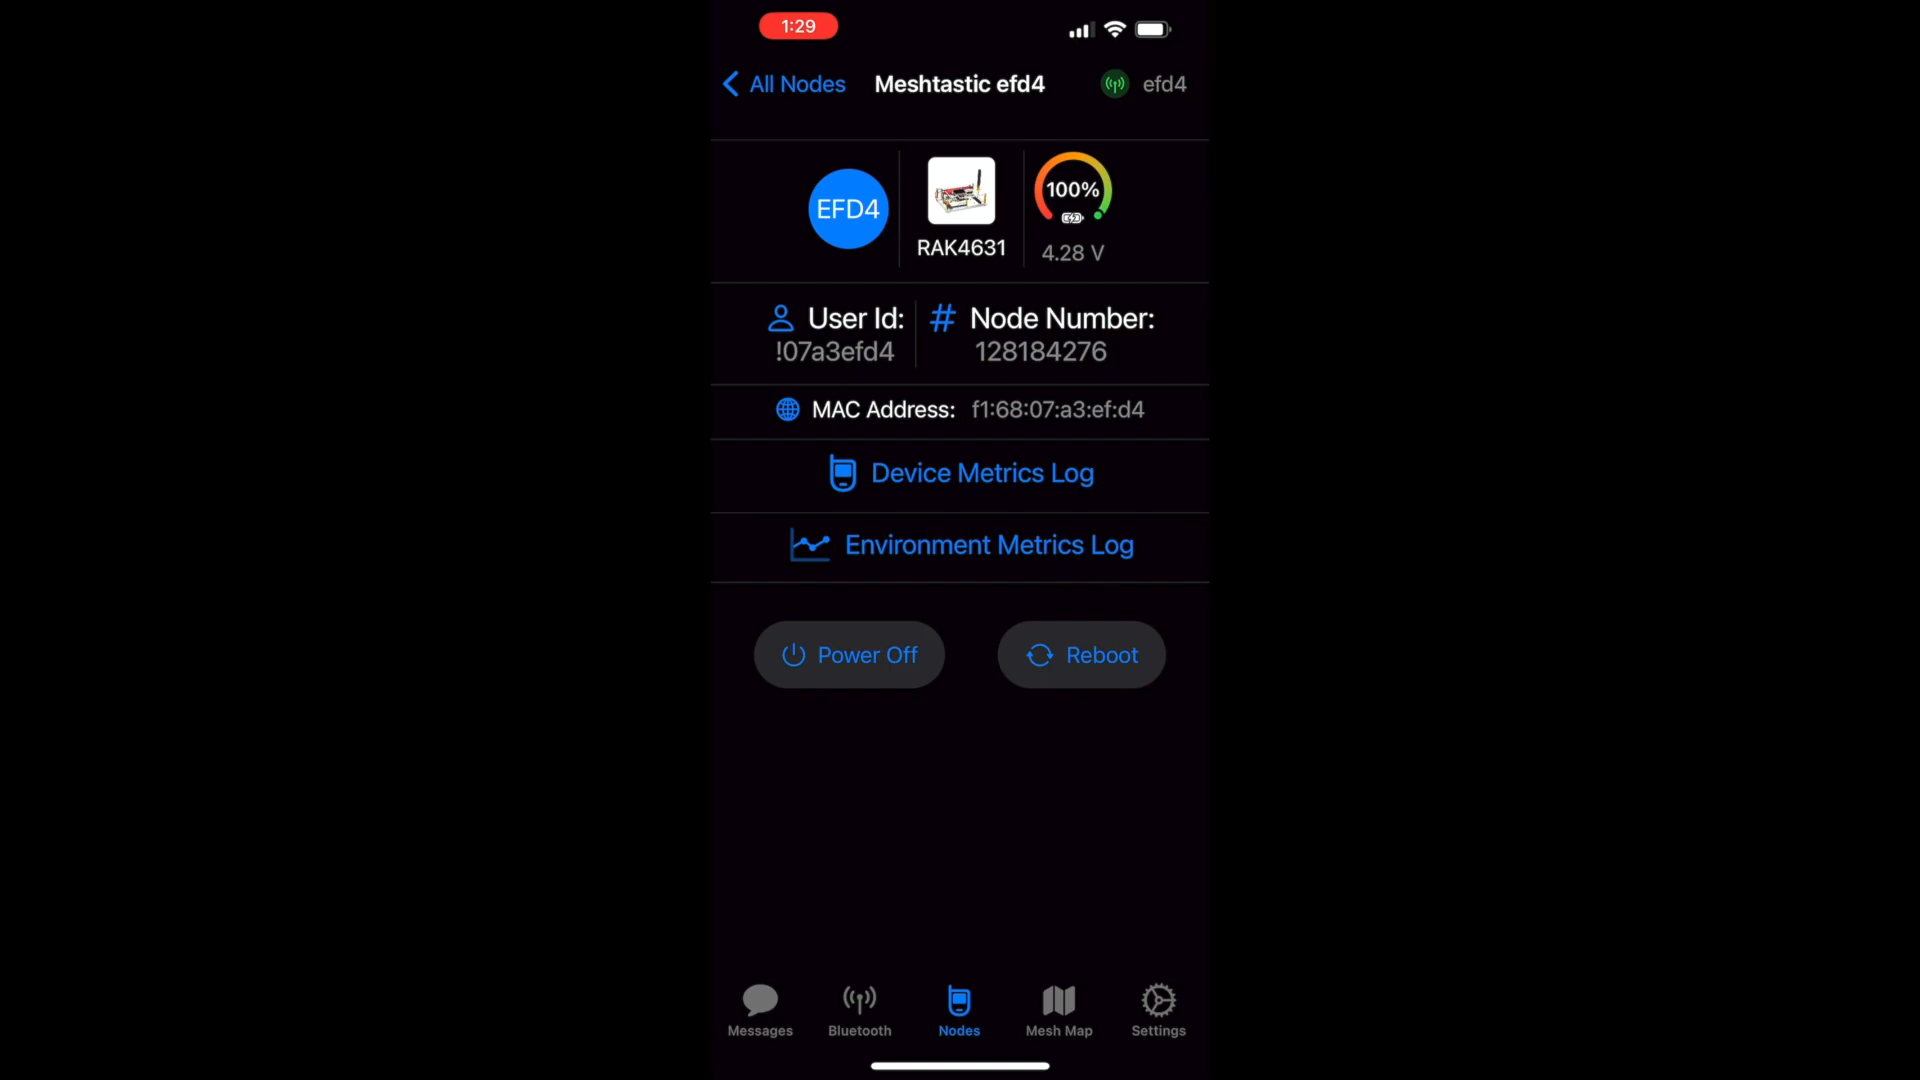 1:29
All Nodes Meshtastic efd4 efd4
EFD4
RAK4631
100%
4.28 V
User Id:
!07a3efd4
Node Number:
128184276
MAC Address: f1:68:07:a3:ef:d4
Device Metrics Log
Environment Metrics Log
Power Off Reboot
Messages Bluetooth Nodes Mesh Map Settings